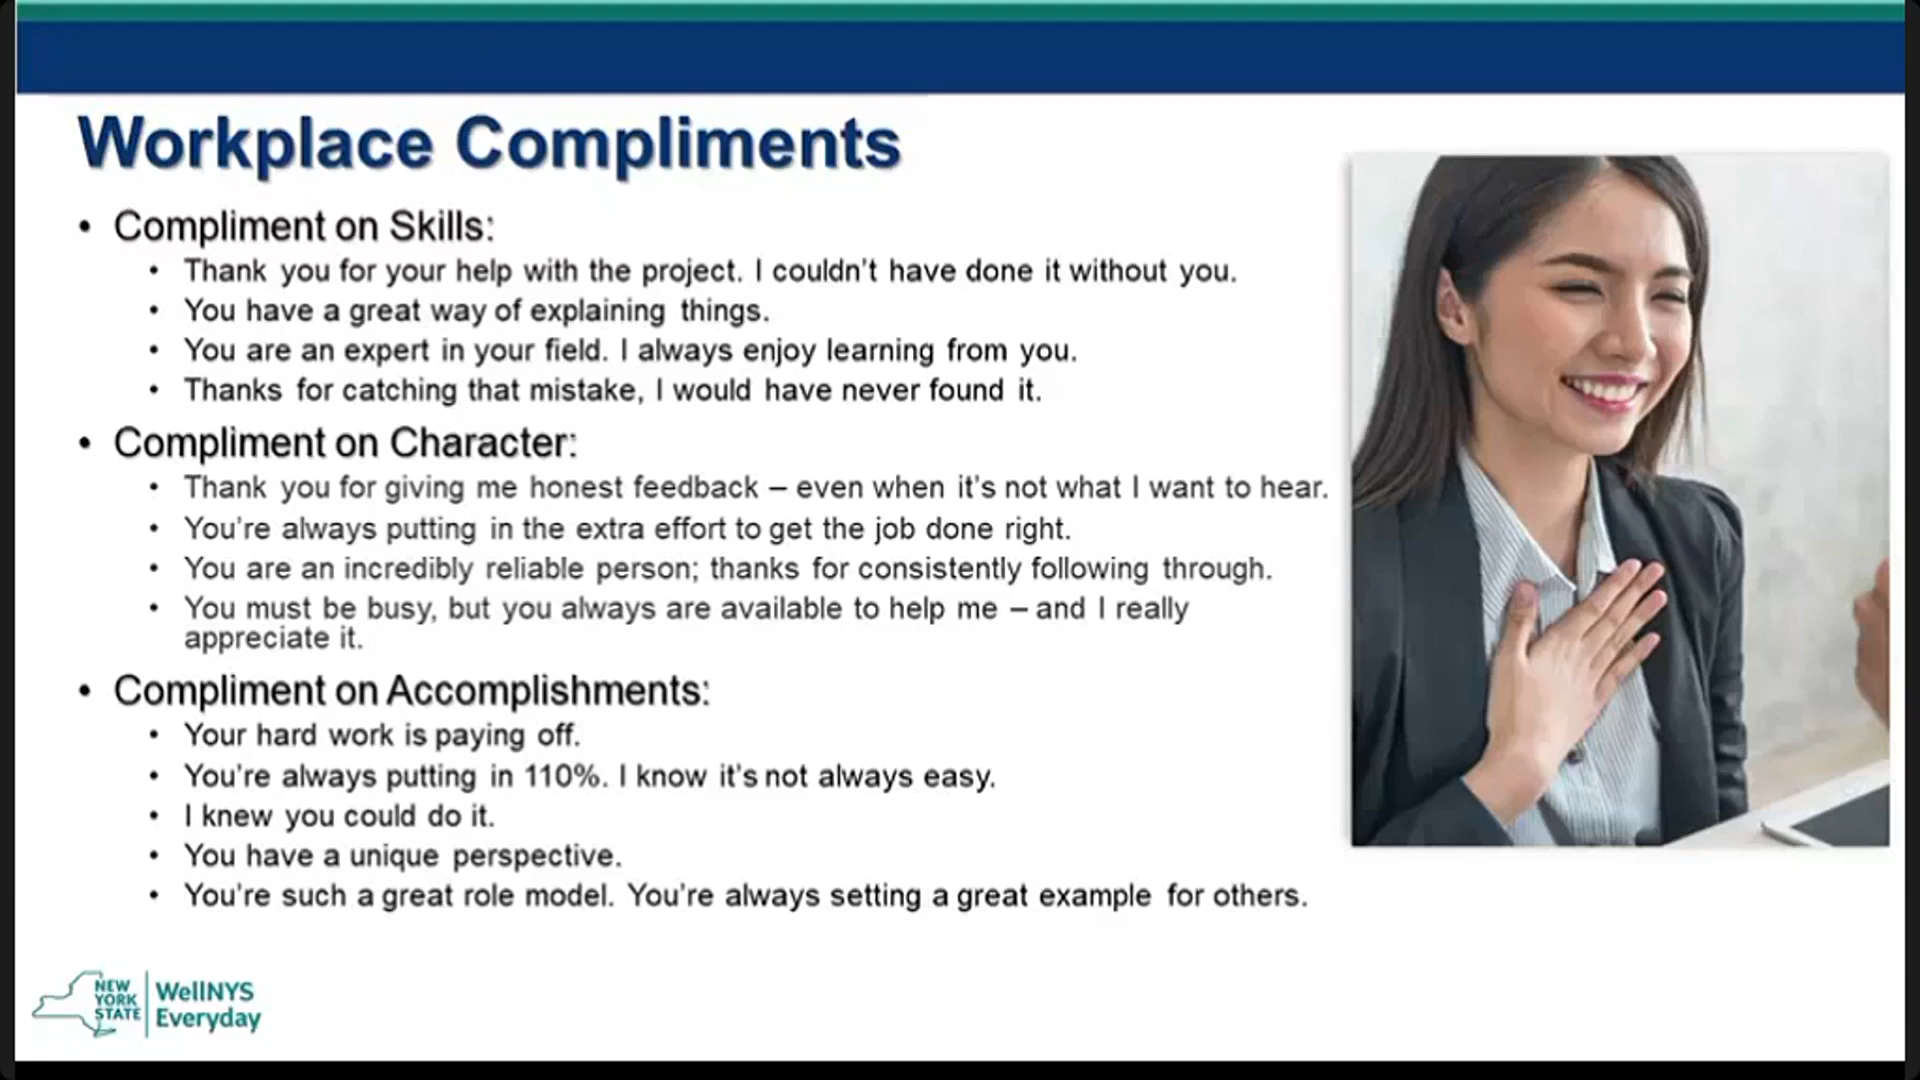 Workplace Compliments
• Compliment on Skills:
• Thank you for your help with the project. I couldn't have done it without you.
• You have a great way of explaining things.
• You are an expert in your field. I always enjoy learning from you.
• Thanks for catching that mistake, I would have never found it.
• Compliment on Character:
• Thank you for giving me honest feedback – even when it's not what I want to hear.
• You're always putting in the extra effort to get the job done right.
• You are an incredibly reliable person; thanks for consistently following through.
• You must be busy, but you always are available to help me – and I really
appreciate it.
• Compliment on Accomplishments:
• Your hard work is paying off.
• You're always putting in 110%. I know it's not always easy.
• I knew you could do it.
• You have a unique perspective.
• You're such a great role model. You're always setting a great example for others.
NEW
YORK
STATE
WellNYS
Everyday